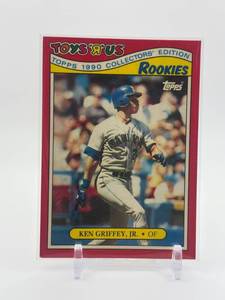 TOYS "R" US
TOPPS 1990 COLLECTORS' EDITION
ROOKIES
Topps
KEN GRIFFEY, JR. • OF